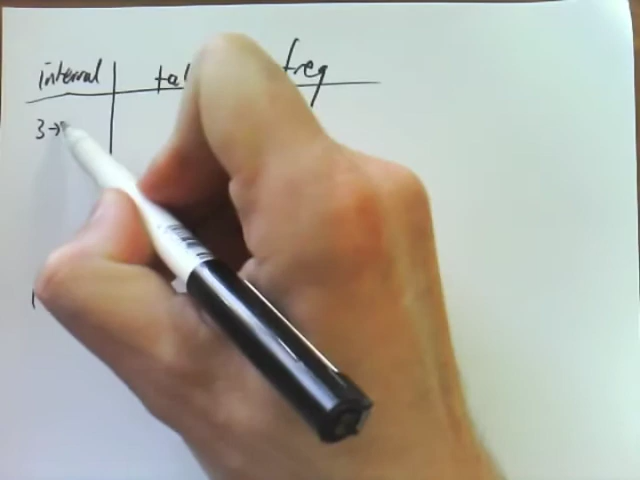 interval freq
3→